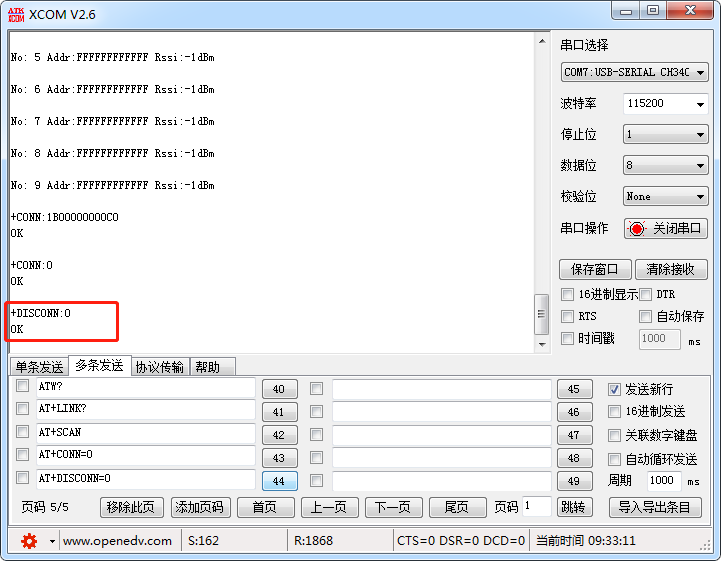 ATK XCOM XCOM V2.6
No: 5 Addr:FFFFFFFFFFFF Rssi:-1dBm
No: 6 Addr:FFFFFFFFFFFF Rssi:-1dBm
No: 7 Addr:FFFFFFFFFFFF Rssi:-1dBm
No: 8 Addr:FFFFFFFFFFFF Rssi:-1dBm
No: 9 Addr:FFFFFFFFFFFF Rssi:-1dBm
+CONN:1B00000000C0
OK
+CONN:0
OK
+DISCONN:0
OK
串口选择
COM7:USB-SERIAL CH340
波特率 115200
停止位 1
数据位 8
校验位 None
串口操作 关闭串口
保存窗口 清除接收
16进制显示 DTR
RTS 自动保存
时间戳 1000 ms
单条发送 多条发送 协议传输 帮助
ATW? 40 45 发送新行
AT+LINK? 41 46 16进制发送
AT+SCAN 42 47 关联数字键盘
AT+CONN=0 43 48 自动循环发送
AT+DISCONN=0 44 49 周期 1000 ms
页码 5/5 移除此页 添加页码 首页 上一页 下一页 尾页 页码 1 跳转 导入导出条目
www.openedv.com S:162 R:1868 CTS=0 DSR=0 DCD=0 当前时间 09:33:11